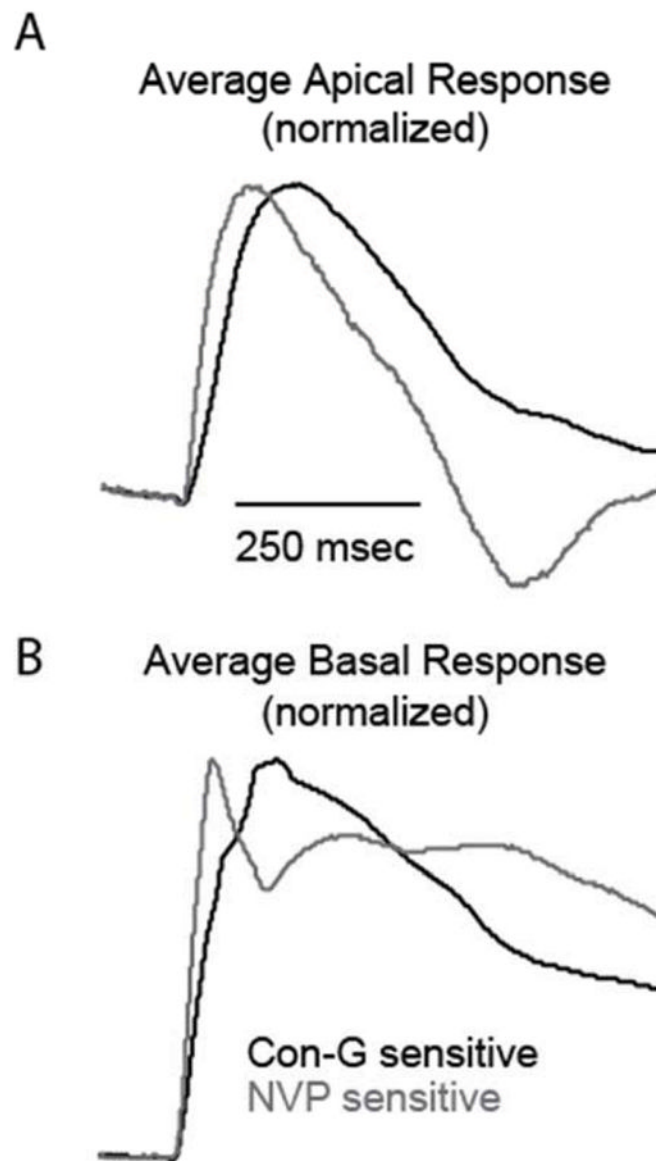 A
Average Apical Response
(normalized)
250 msec
B
Average Basal Response
(normalized)
Con-G sensitive
NVP sensitive